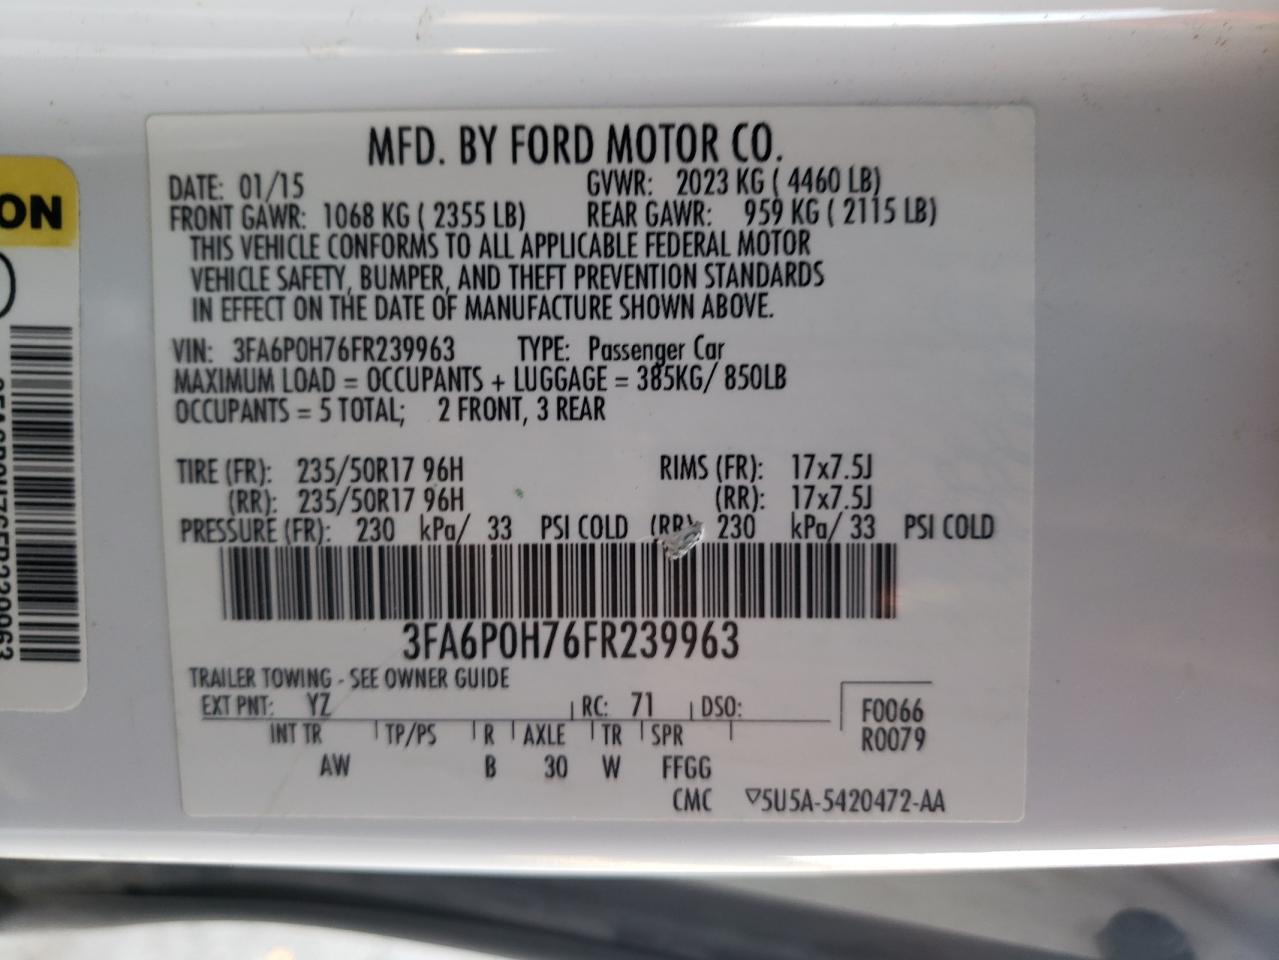 MFD. BY FORD MOTOR CO.
DATE: 01/15 GVWR: 2023 KG ( 4460 LB)
FRONT GAWR: 1068 KG ( 2355 LB) REAR GAWR: 959 KG ( 2115 LB)
THIS VEHICLE CONFORMS TO ALL APPLICABLE FEDERAL MOTOR
VEHICLE SAFETY, BUMPER, AND THEFT PREVENTION STANDARDS
IN EFFECT ON THE DATE OF MANUFACTURE SHOWN ABOVE.
VIN: 3FA6P0H76FR239963 TYPE: Passenger Car
MAXIMUM LOAD = OCCUPANTS + LUGGAGE = 385KG/ 850LB
OCCUPANTS = 5 TOTAL; 2 FRONT, 3 REAR
TIRE (FR): 235/50R17 96H RIMS (FR): 17x7.5J
(RR): 235/50R17 96H (RR): 17x7.5J
PRESSURE (FR): 230 kPa/ 33 PSI COLD (RR): 230 kPa/ 33 PSI COLD
3FA6P0H76FR239963
TRAILER TOWING - SEE OWNER GUIDE
EXT PNT: YZ RC: 71 DSO: F0066
INT TR TP/PS R AXLE TR SPR R0079
AW B 30 W FFGG
CMC ▽5U5A-5420472-AA
ON